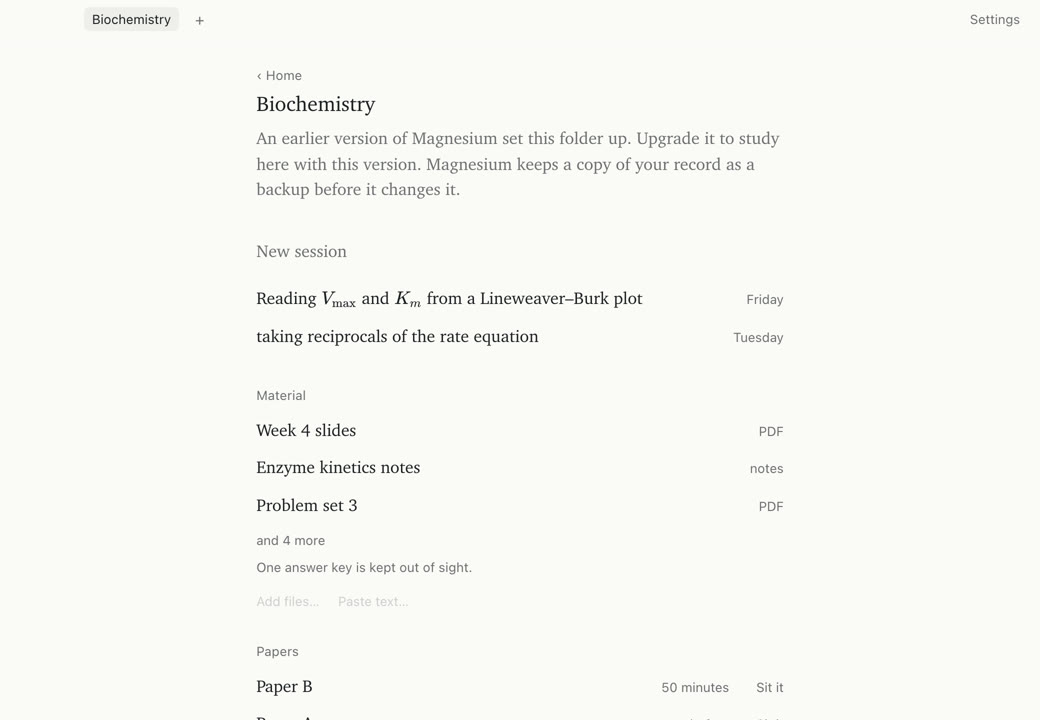 Biochemistry +
Settings
‹ Home
Biochemistry
An earlier version of Magnesium set this folder up. Upgrade it to study
here with this version. Magnesium keeps a copy of your record as a
backup before it changes it.
New session
Reading V_max and K_m from a Lineweaver–Burk plot Friday
taking reciprocals of the rate equation Tuesday
Material
Week 4 slides PDF
Enzyme kinetics notes notes
Problem set 3 PDF
and 4 more
One answer key is kept out of sight.
Add files... Paste text...
Papers
Paper B 50 minutes Sit it